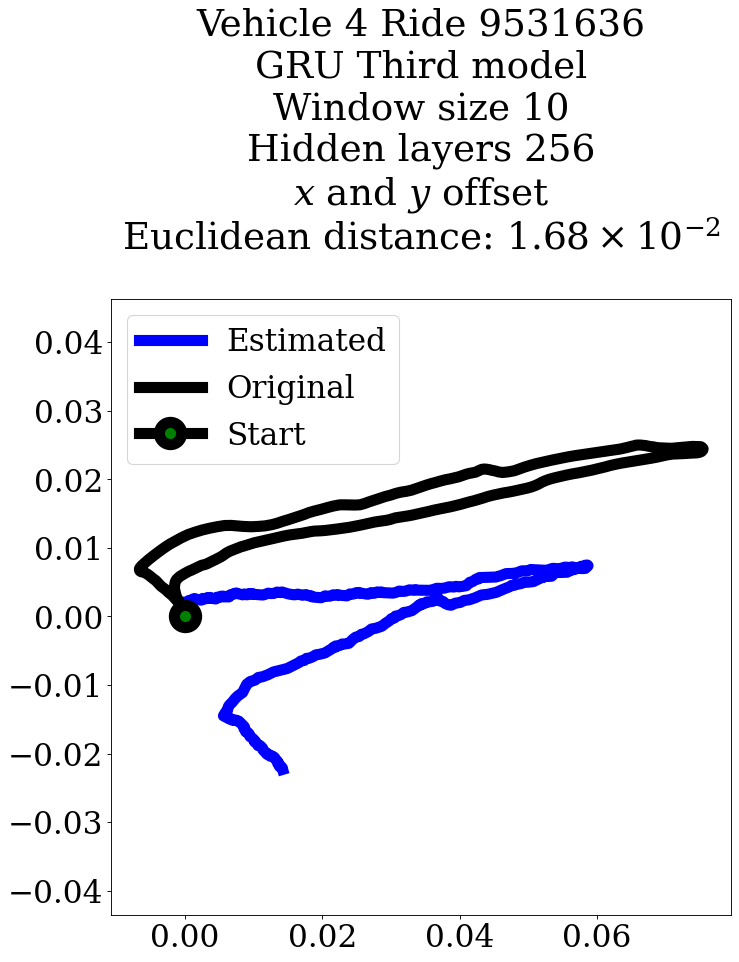 Vehicle 4 Ride 9531636
GRU Third model
Window size 10
Hidden layers 256
x and y offset
Euclidean distance: 1.68 × 10⁻²
Estimated
Original
Start
0.04
0.03
0.02
0.01
0.00
−0.01
−0.02
−0.03
−0.04
0.00 0.02 0.04 0.06